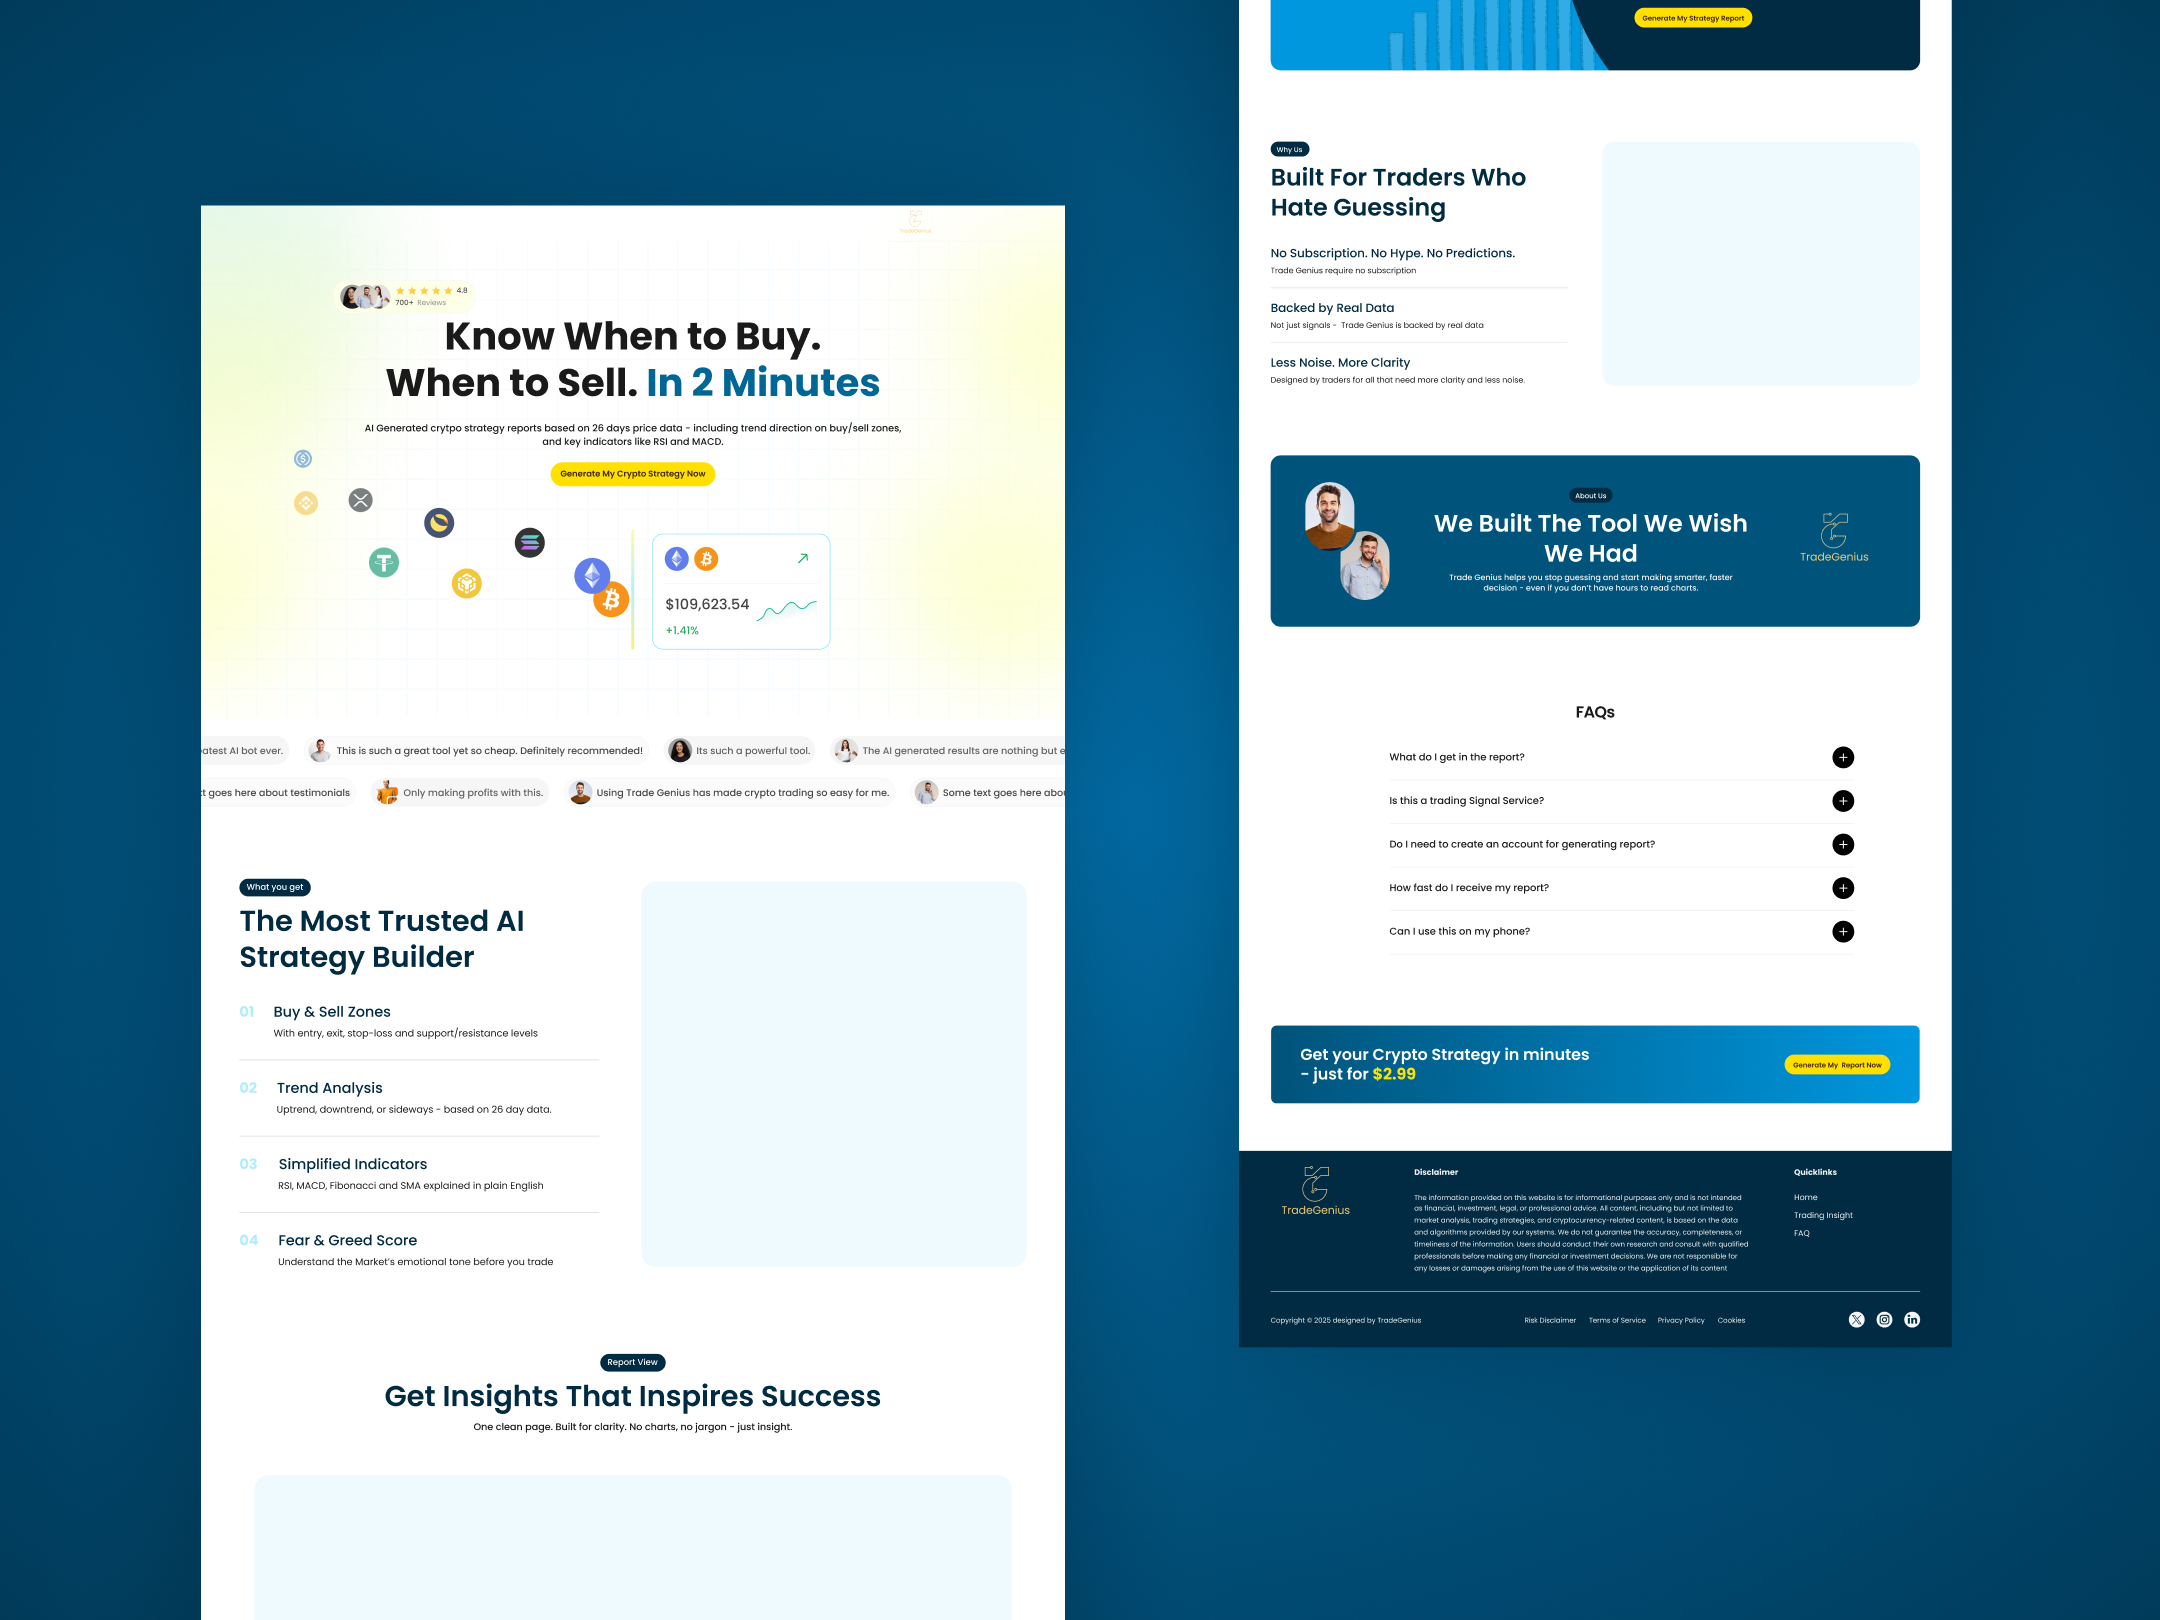 TradeGenius
4.8
700+ Reviews
Know When to Buy.
When to Sell. In 2 Minutes
AI Generated crytpo strategy reports based on 26 days price data - including trend direction on buy/sell zones,
and key indicators like RSI and MACD.
Generate My Crypto Strategy Now
$109,623.54
+1.41%
atest AI bot ever.
This is such a great tool yet so cheap. Definitely recommended!
Its such a powerful tool.
The AI generated results are nothing but e
t goes here about testimonials
Only making profits with this.
Using Trade Genius has made crypto trading so easy for me.
Some text goes here abou
What you get
The Most Trusted AI
Strategy Builder
01 Buy & Sell Zones
With entry, exit, stop-loss and support/resistance levels
02 Trend Analysis
Uptrend, downtrend, or sideways - based on 26 day data.
03 Simplified Indicators
RSI, MACD, Fibonacci and SMA explained in plain English
04 Fear & Greed Score
Understand the Market's emotional tone before you trade
Report View
Get Insights That Inspires Success
One clean page. Built for clarity. No charts, no jargon - just insight.
Generate My Strategy Report
Why Us
Built For Traders Who
Hate Guessing
No Subscription. No Hype. No Predictions.
Trade Genius require no subscription
Backed by Real Data
Not just signals - Trade Genius is backed by real data
Less Noise. More Clarity
Designed by traders for all that need more clarity and less noise.
About Us
We Built The Tool We Wish
We Had
Trade Genius helps you stop guessing and start making smarter, faster
decision - even if you don't have hours to read charts.
TradeGenius
FAQs
What do I get in the report?
Is this a trading Signal Service?
Do I need to create an account for generating report?
How fast do I receive my report?
Can I use this on my phone?
Get your Crypto Strategy in minutes
- just for $2.99
Generate My Report Now
TradeGenius
Disclaimer
The information provided on this website is for informational purposes only and is not intended
as financial, investment, legal, or professional advice. All content, including but not limited to
market analysis, trading strategies, and cryptocurrency-related content, is based on the data
and algorithms provided by our systems. We do not guarantee the accuracy, completeness, or
timeliness of the information. Users should conduct their own research and consult with qualified
professionals before making any financial or investment decisions. We are not responsible for
any losses or damages arising from the use of this website or the application of its content
Quicklinks
Home
Trading Insight
FAQ
Copyright © 2025 designed by TradeGenius
Risk Disclaimer
Terms of Service
Privacy Policy
Cookies